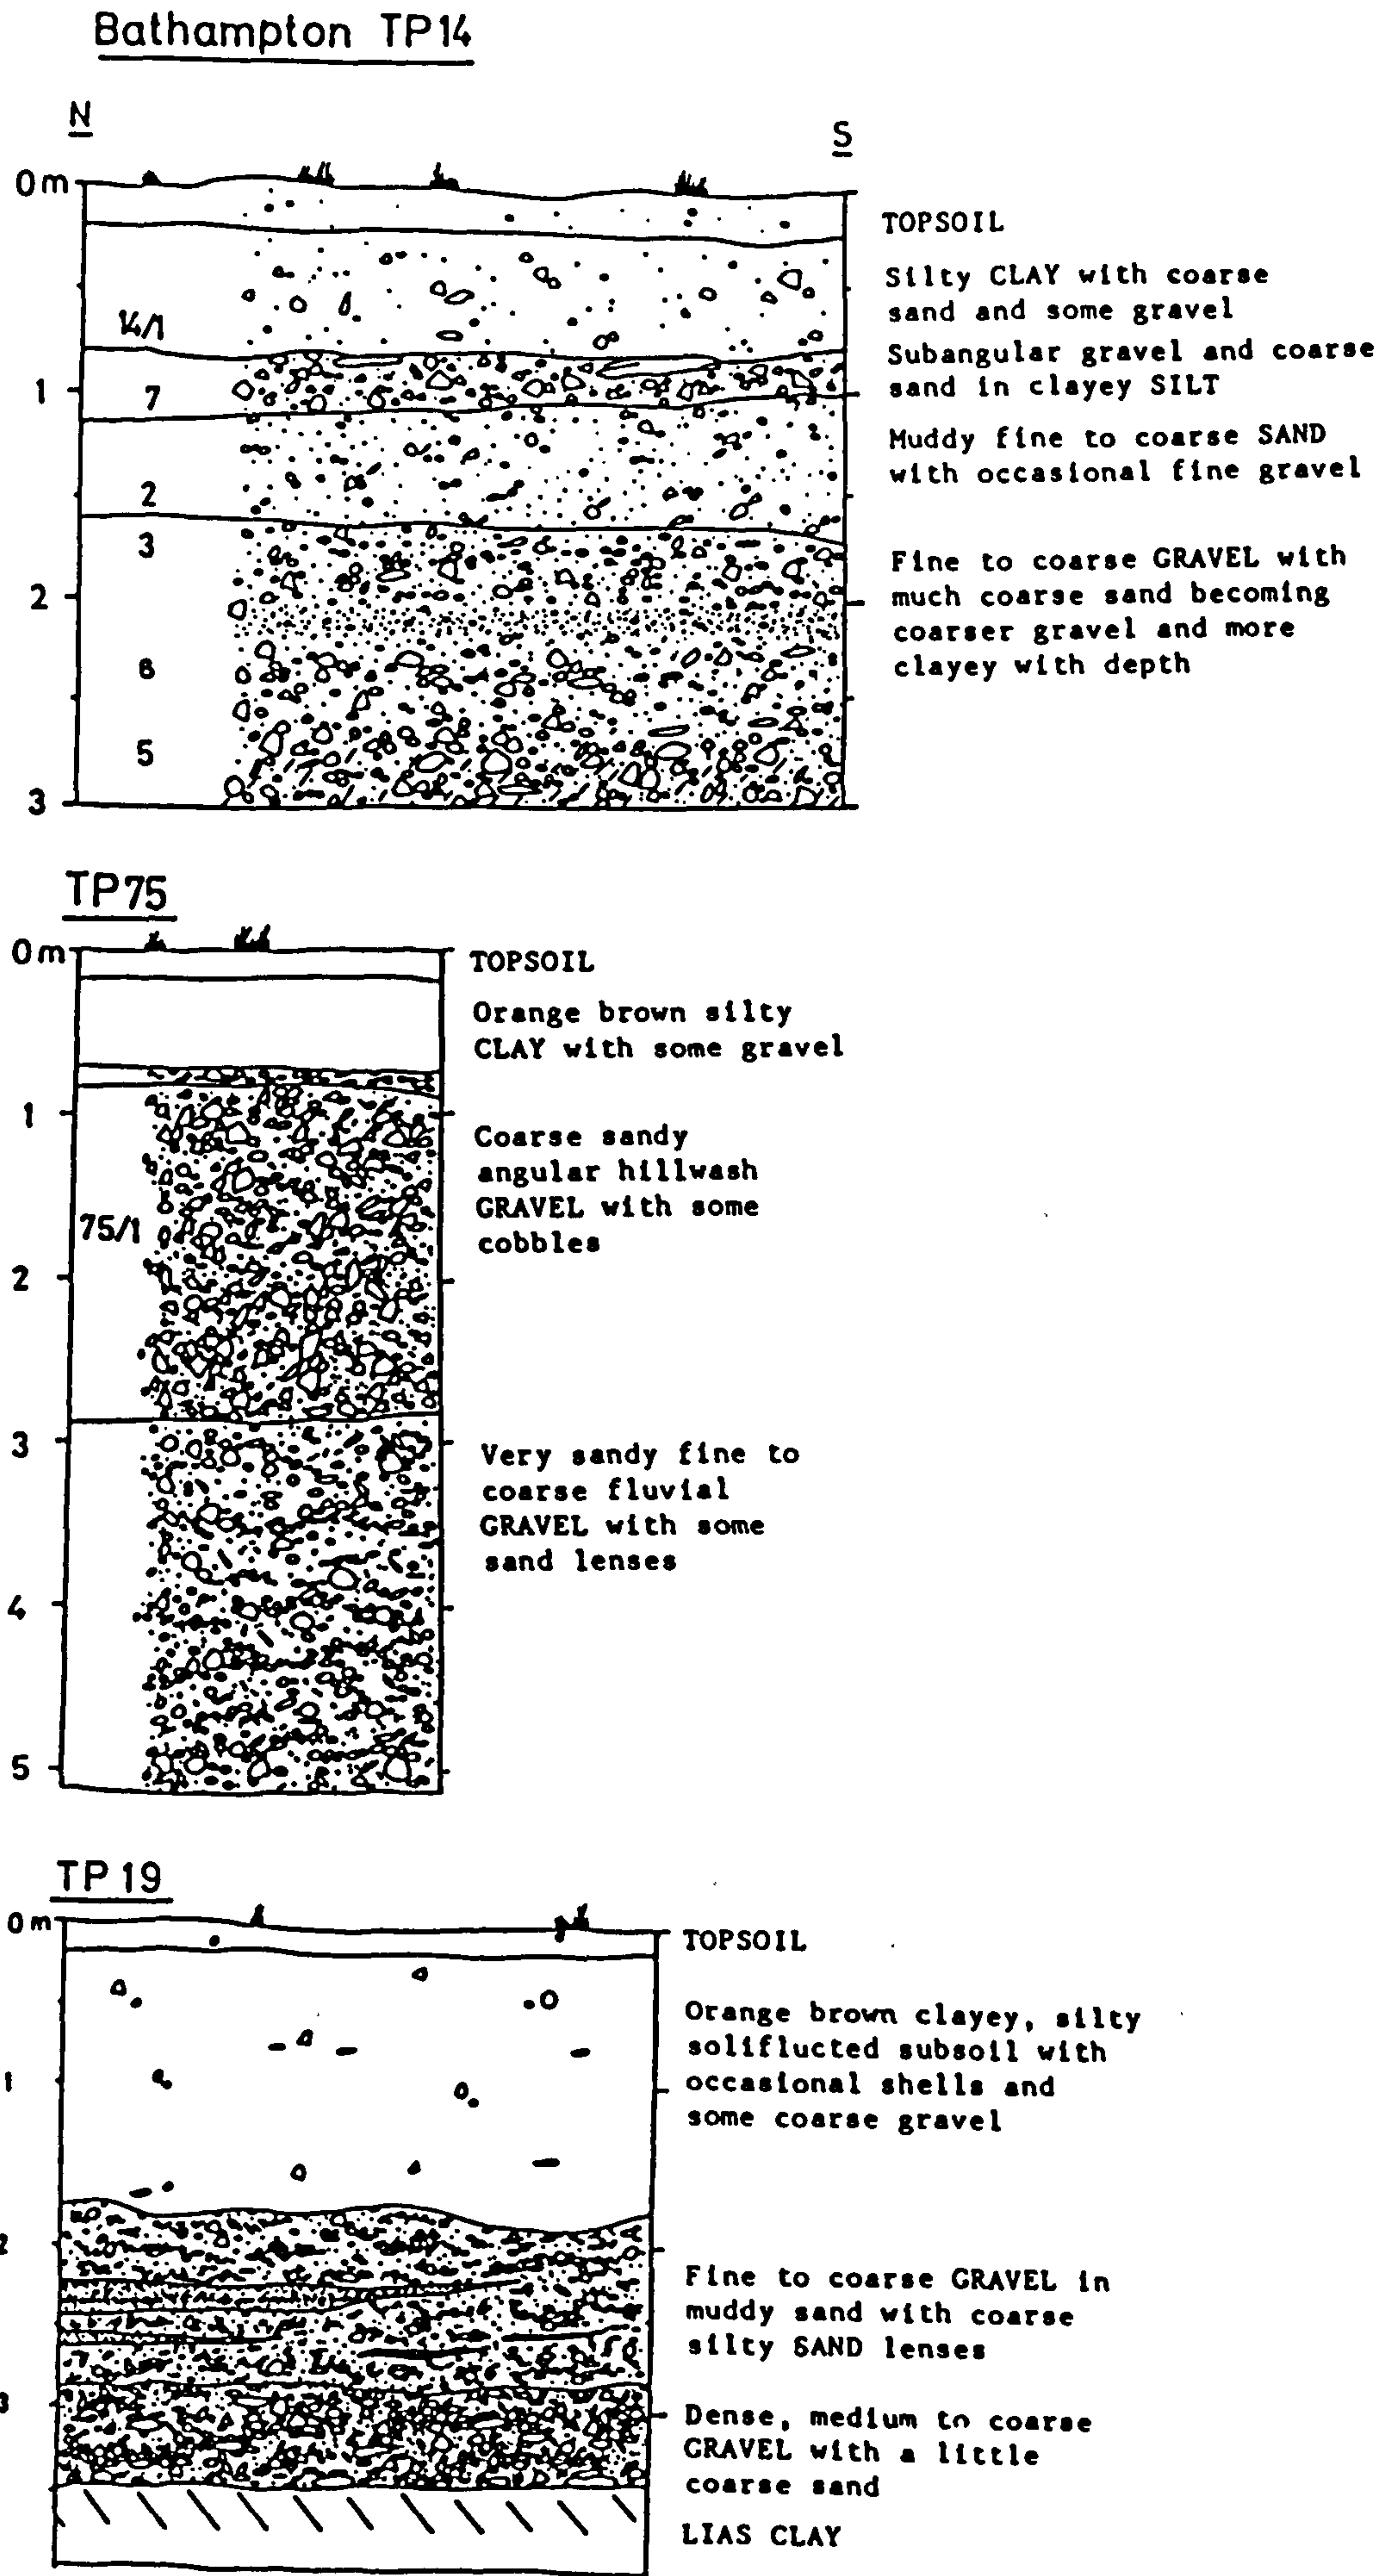 Bathampton TP14
N
S
0m
TOPSOIL
Silty CLAY with coarse
sand and some gravel
14/1
Subangular gravel and coarse
sand in clayey SILT
1
7
Muddy fine to coarse SAND
with occasional fine gravel
2
3
Fine to coarse GRAVEL with
much coarse sand becoming
coarser gravel and more
clayey with depth
2
6
5
3
TP75
0m
TOPSOIL
Orange brown silty
CLAY with some gravel
1
Coarse sandy
angular hillwash
GRAVEL with some
cobbles
75/1
2
3
Very sandy fine to
coarse fluvial
GRAVEL with some
sand lenses
4
5
TP19
0m
TOPSOIL
Orange brown clayey, silty
soliflucted subsoil with
occasional shells and
some coarse gravel
1
2
Fine to coarse GRAVEL in
muddy sand with coarse
silty SAND lenses
3
Dense, medium to coarse
GRAVEL with a little
coarse sand
LIAS CLAY